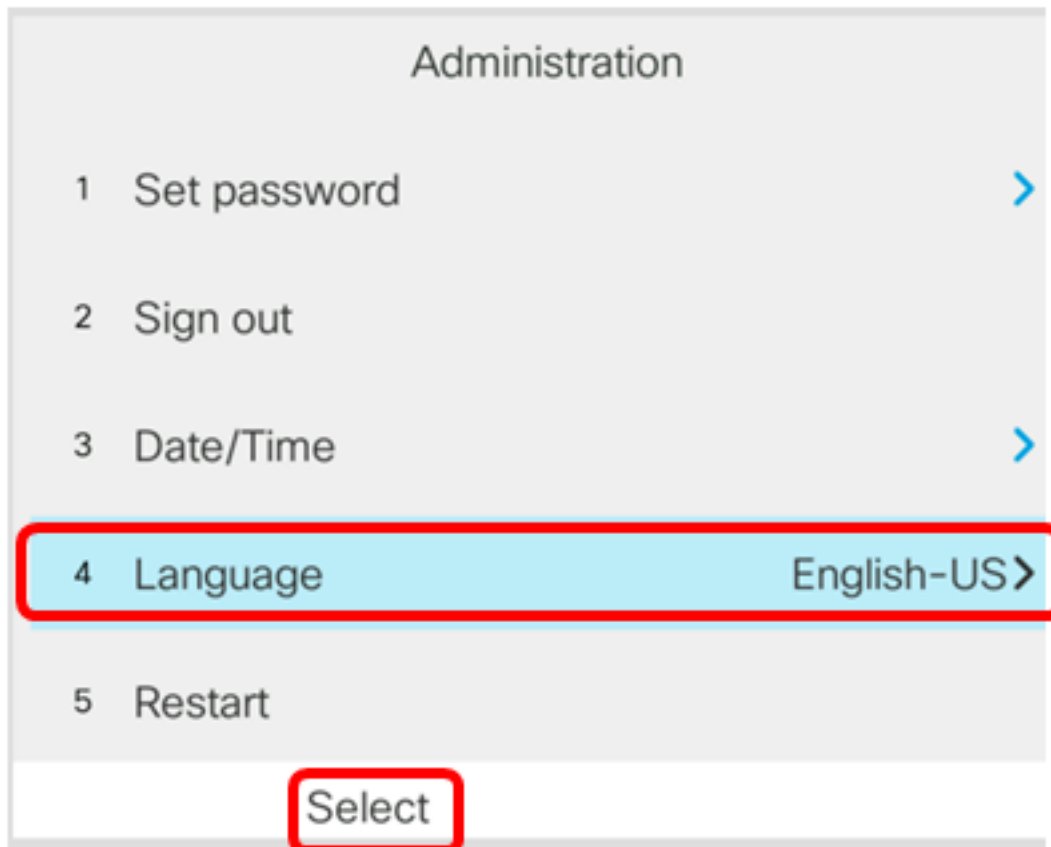 Administration
1 Set password
2 Sign out
3 Date/Time
4 Language English-US
5 Restart
Select